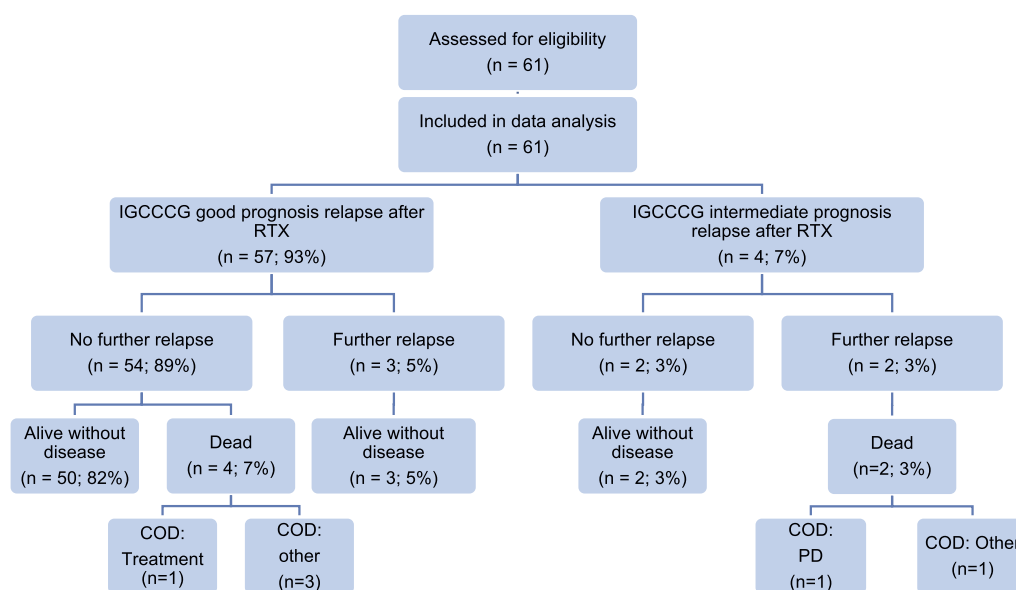 Assessed for eligibility
(n = 61)
Included in data analysis
(n = 61)
IGCCCG good prognosis relapse after
RTX
(n = 57; 93%)
IGCCCG intermediate prognosis
relapse after RTX
(n = 4; 7%)
No further relapse
(n = 54; 89%)
Further relapse
(n = 3; 5%)
No further relapse
(n = 2; 3%)
Further relapse
(n = 2; 3%)
Alive without
disease
(n = 50; 82%)
Dead
(n = 4; 7%)
Alive without
disease
(n = 3; 5%)
Alive without
disease
(n = 2; 3%)
Dead
(n=2; 3%)
COD:
Treatment
(n=1)
COD:
other
(n=3)
COD:
PD
(n=1)
COD: Other
(n=1)